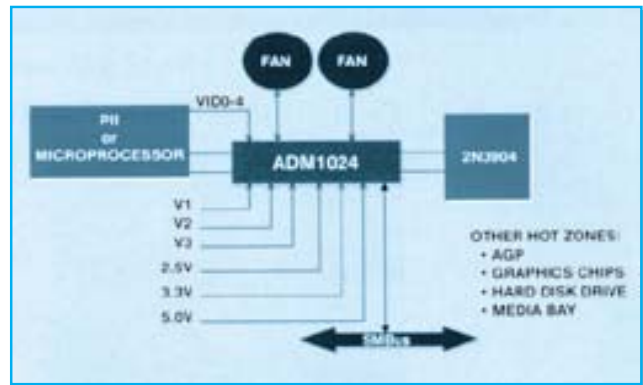 FAN FAN
VID0-4
PII
or
MICROPROCESSOR
ADM1024
2N3904
V1
V2
V3
2.5V
3.3V
5.0V
OTHER HOT ZONES:
• AGP
• GRAPHICS CHIPS
• HARD DISK DRIVE
• MEDIA BAY
SMBus